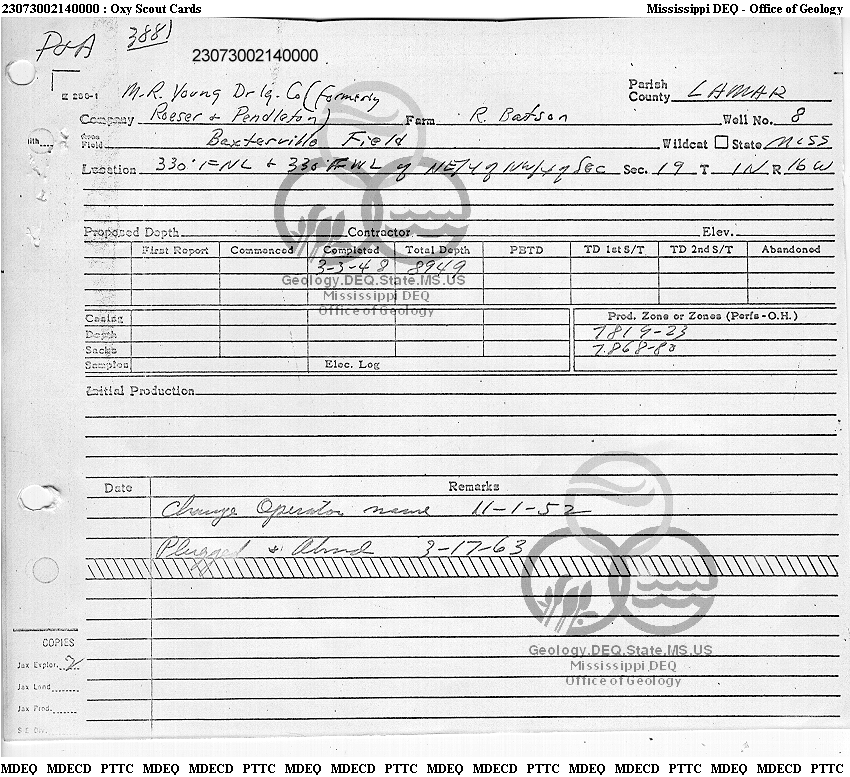 23073002140000 : Oxy Scout Cards Mississippi DEQ - Office of Geology
P&A 3881
23073002140000
E 266-1 M.R. Young Drlg. Co (formerly Parish
County LAMAR
Company Roeser & Pendleton) Farm R. Batson Well No. 8
Area
Field Baxterville Field Wildcat State Miss
Location 330' FNL & 330' FWL of NE/4 of NW/4 of Sec Sec. 19 T 1N R 16W
Proposed Depth Contractor Elev.
First Report Commenced Completed Total Depth PBTD TD 1st S/T TD 2nd S/T Abandoned
3-3-48 8949
Geology.DEQ.State.MS.US
Mississippi DEQ
Office of Geology
Casing Prod. Zone or Zones (Perfs-O.H.)
Depth 7819-23
Sacks 7868-80
Samples Elec. Log
Initial Production
Date Remarks
Change Operator name 11-1-52
Plugged & Abnd 3-17-63
Geology.DEQ.State.MS.US
Mississippi DEQ
Office of Geology
COPIES
Jax Explor. 2
Jax Land
Jax Prod.
S-E Div.
MDEQ MDECD PTTC MDEQ MDECD PTTC MDEQ MDECD PTTC MDEQ MDECD PTTC MDEQ MDECD PTTC MDEQ MDECD PTTC